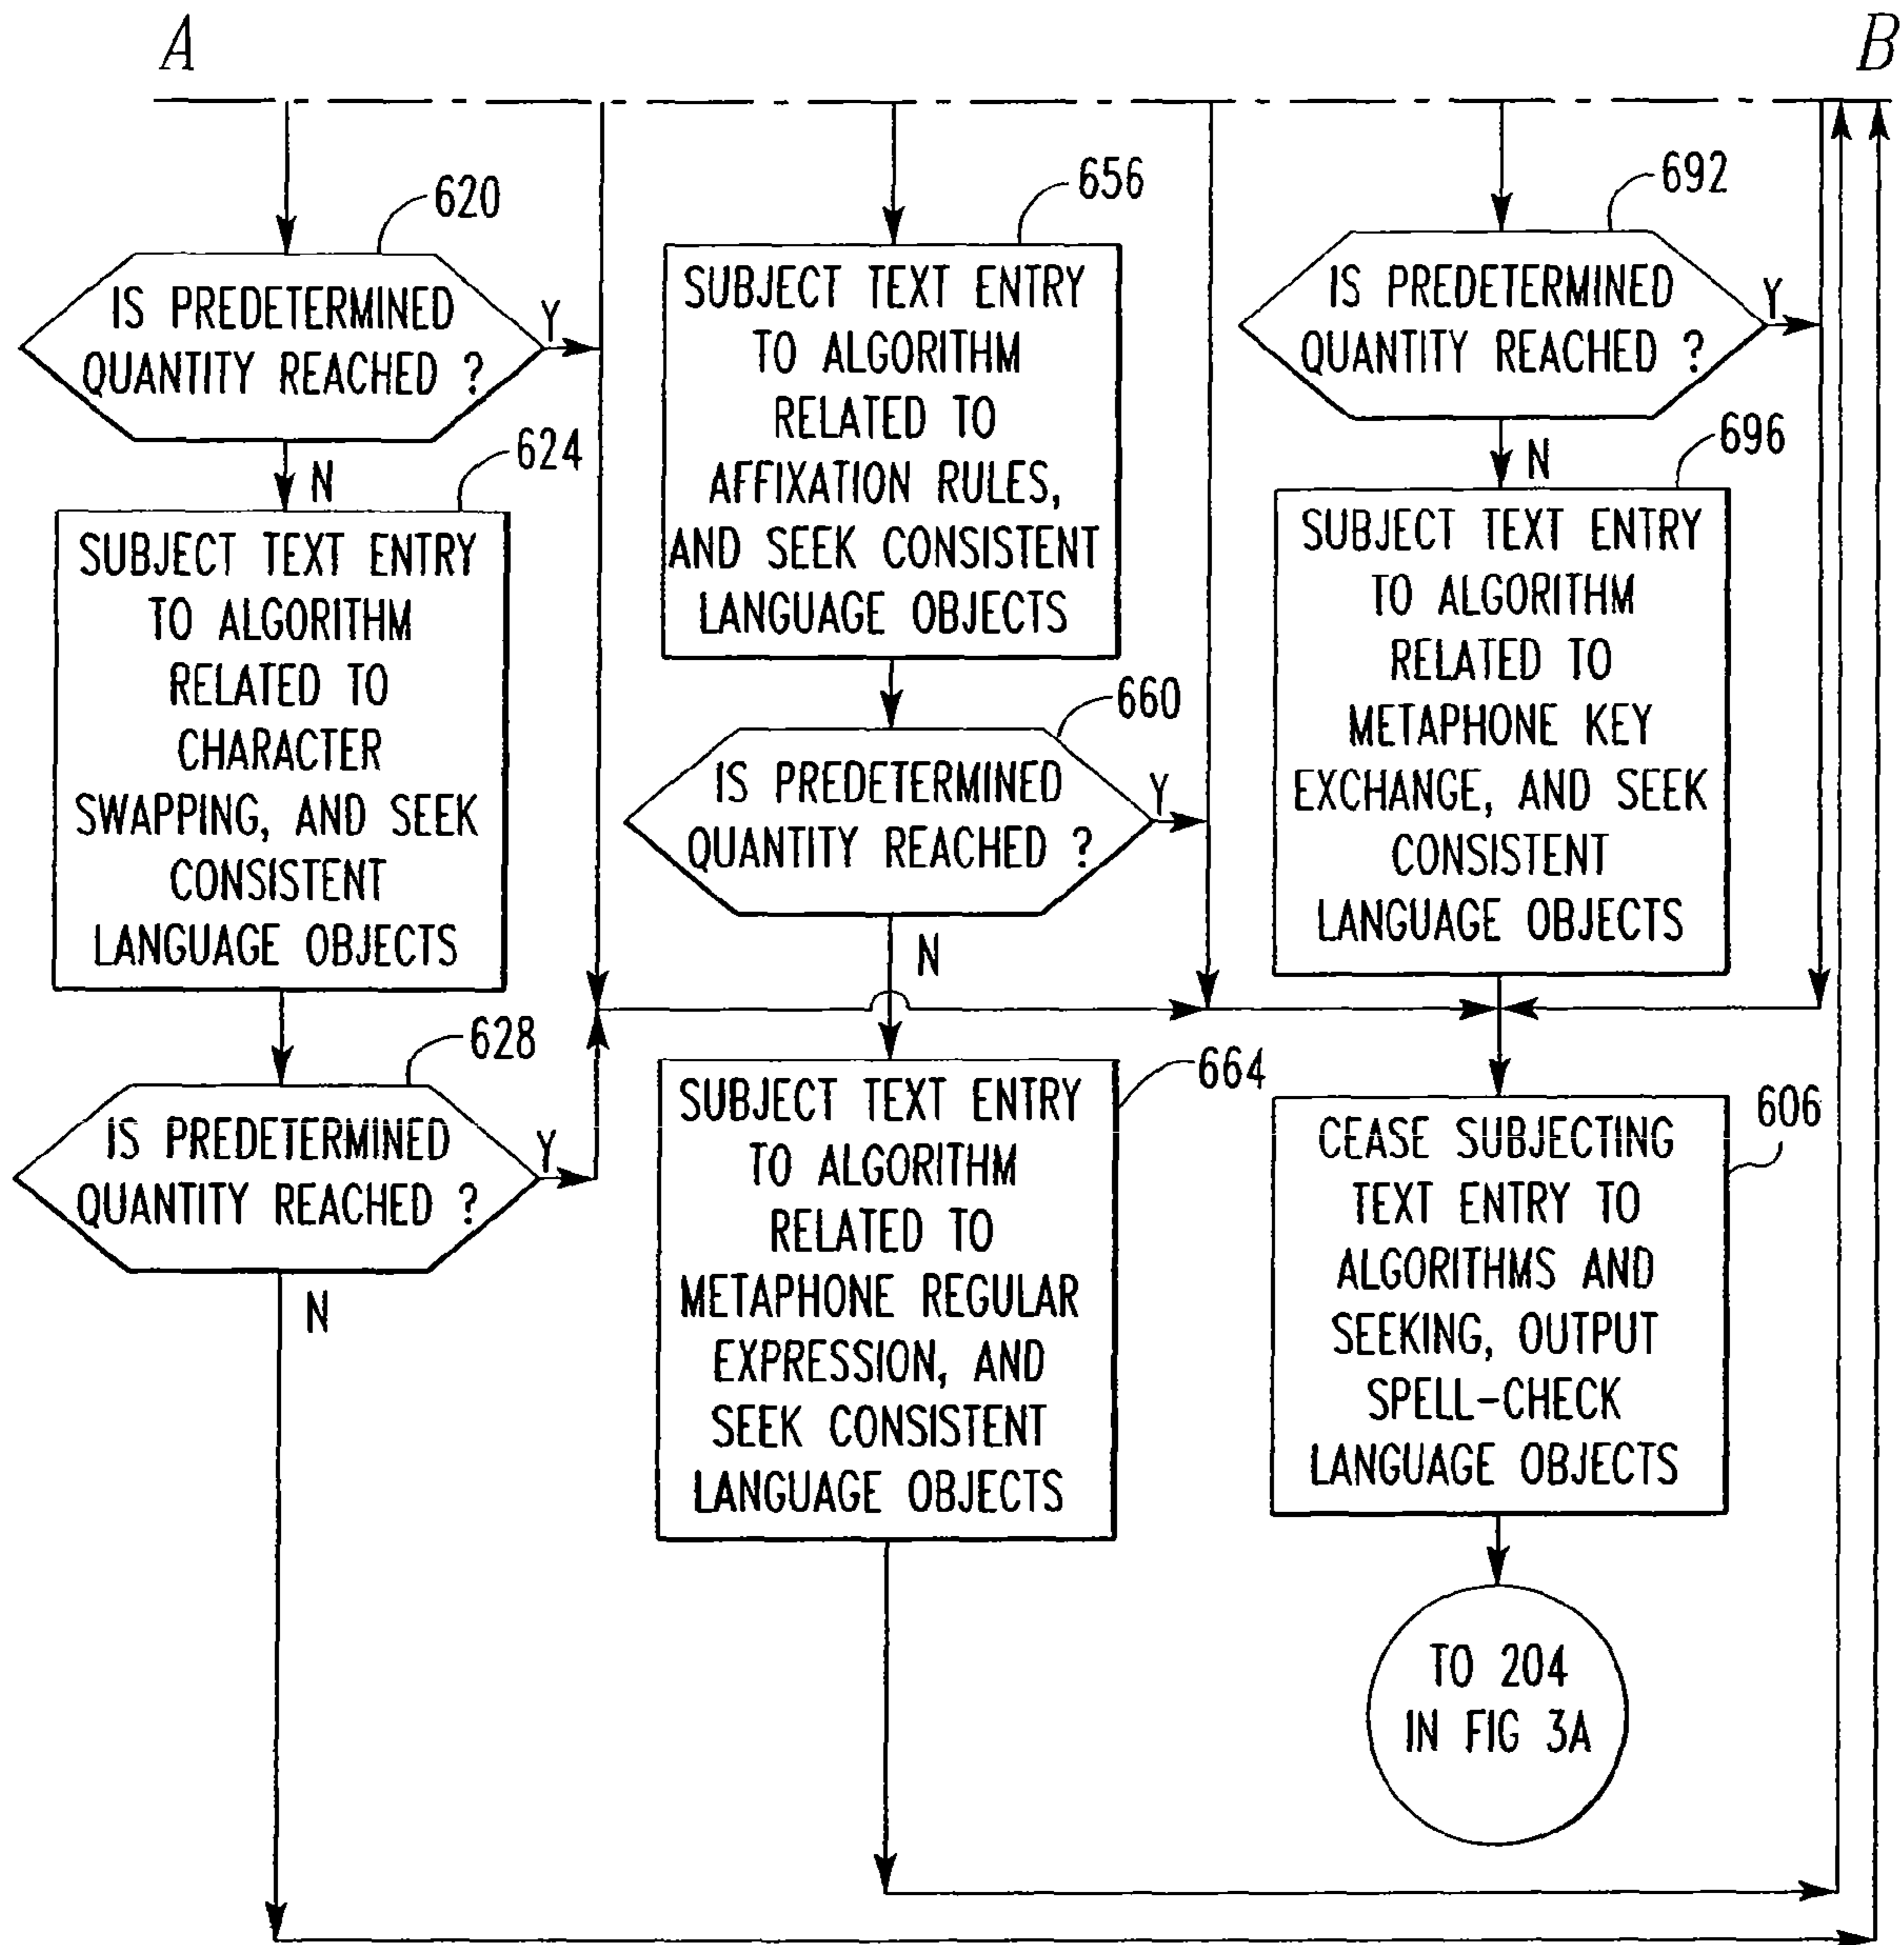 A
B
620
IS PREDETERMINED
QUANTITY REACHED ?
Y
N
624
SUBJECT TEXT ENTRY
TO ALGORITHM
RELATED TO
CHARACTER
SWAPPING, AND SEEK
CONSISTENT
LANGUAGE OBJECTS
628
IS PREDETERMINED
QUANTITY REACHED ?
Y
N
656
SUBJECT TEXT ENTRY
TO ALGORITHM
RELATED TO
AFFIXATION RULES,
AND SEEK CONSISTENT
LANGUAGE OBJECTS
660
IS PREDETERMINED
QUANTITY REACHED ?
Y
N
664
SUBJECT TEXT ENTRY
TO ALGORITHM
RELATED TO
METAPHONE REGULAR
EXPRESSION, AND
SEEK CONSISTENT
LANGUAGE OBJECTS
692
IS PREDETERMINED
QUANTITY REACHED ?
Y
N
696
SUBJECT TEXT ENTRY
TO ALGORITHM
RELATED TO
METAPHONE KEY
EXCHANGE, AND SEEK
CONSISTENT
LANGUAGE OBJECTS
606
CEASE SUBJECTING
TEXT ENTRY TO
ALGORITHMS AND
SEEKING, OUTPUT
SPELL-CHECK
LANGUAGE OBJECTS
TO 204
IN FIG 3A